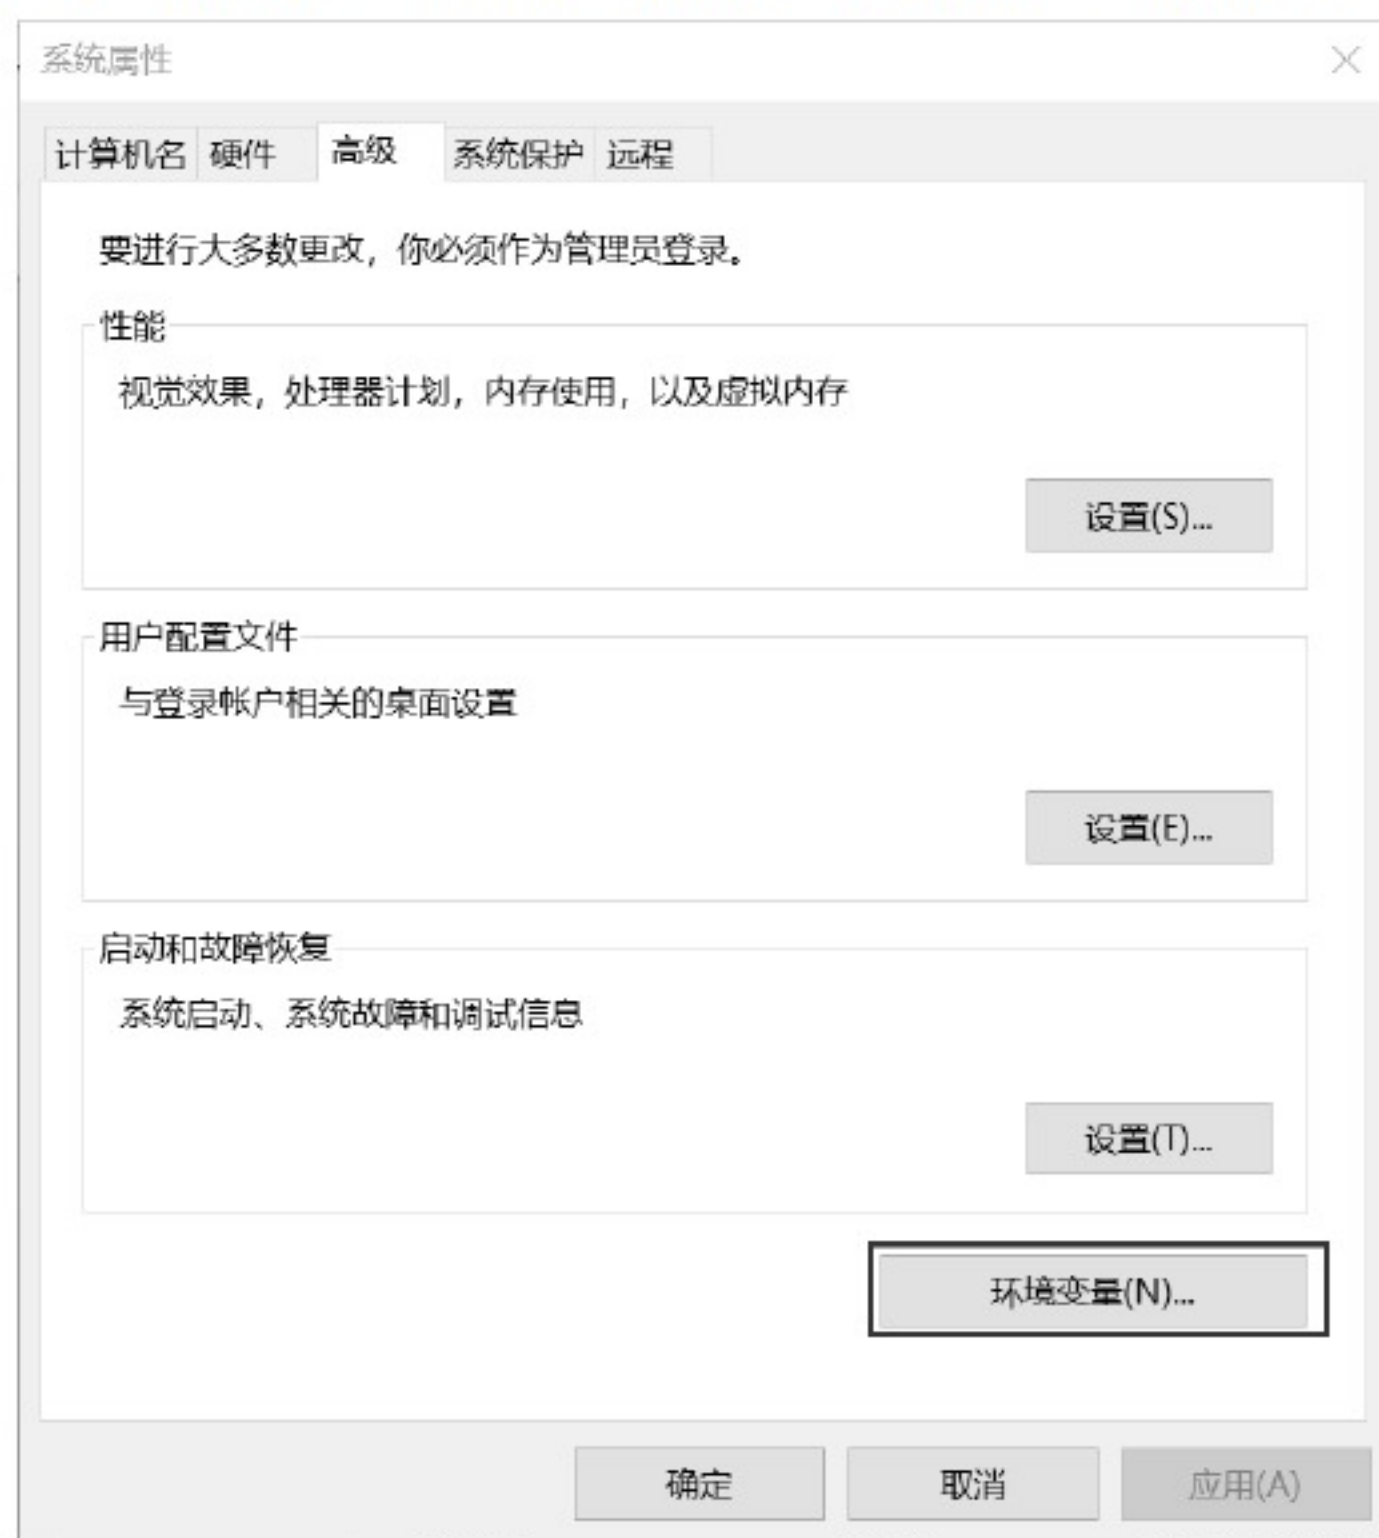 系统属性
计算机名 硬件 高级 系统保护 远程
要进行大多数更改，你必须作为管理员登录。
性能
视觉效果，处理器计划，内存使用，以及虚拟内存
设置(S)...
用户配置文件
与登录帐户相关的桌面设置
设置(E)...
启动和故障恢复
系统启动、系统故障和调试信息
设置(T)...
环境变量(N)...
确定 取消 应用(A)